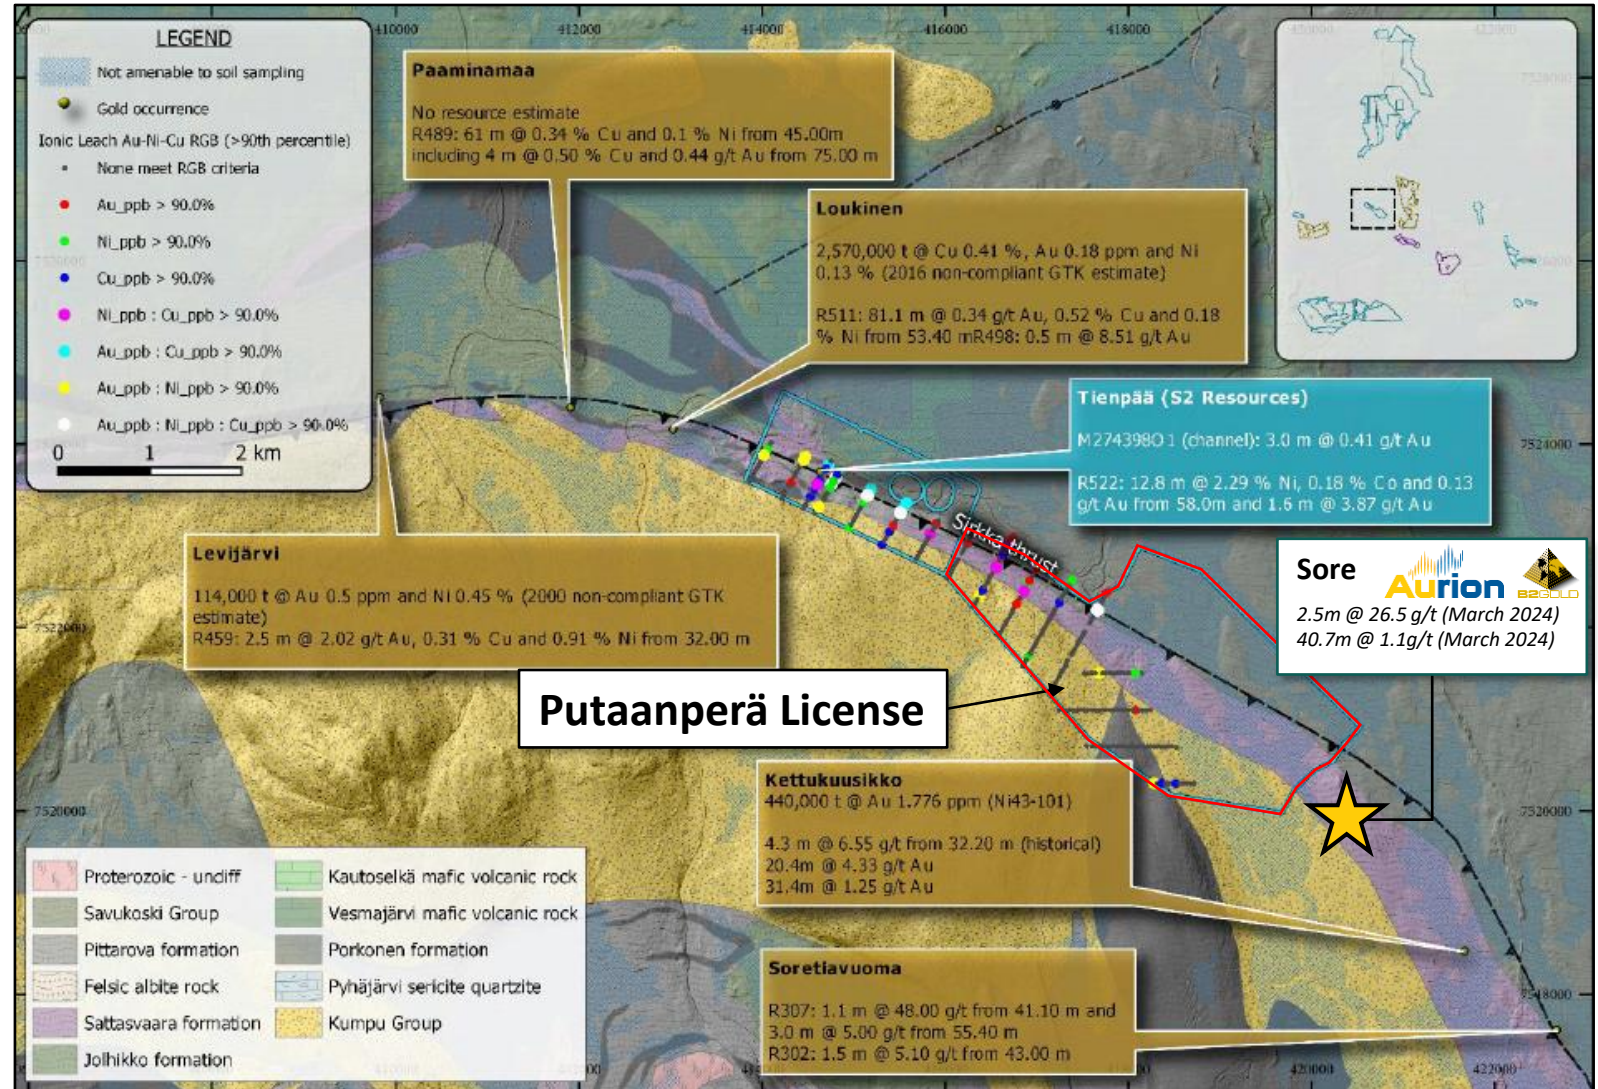 LEGEND
Not amenable to soil sampling
Gold occurrence
Ionic Leach Au-Ni-Cu RGB (>90th percentile)
None meet RGB criteria
Au_ppb > 90.0%
Ni_ppb > 90.0%
Cu_ppb > 90.0%
Ni_ppb : Cu_ppb > 90.0%
Au_ppb : Cu_ppb > 90.0%
Au_ppb : Ni_ppb > 90.0%
Au_ppb : Ni_ppb : Cu_ppb > 90.0%
0 1 2 km
410000
412000
414000
416000
418000
Paaminamaa
No resource estimate
R489: 61 m @ 0.34 % Cu and 0.1 % Ni from 45.00m
including 4 m @ 0.50 % Cu and 0.44 g/t Au from 75.00 m
Loukinen
2,570,000 t @ Cu 0.41 %, Au 0.18 ppm and Ni
0.13 % (2016 non-compliant GTK estimate)
R511: 81.1 m @ 0.34 g/t Au, 0.52 % Cu and 0.18
% Ni from 53.40 mR498: 0.5 m @ 8.51 g/t Au
Tienpää (S2 Resources)
M27439801 (channel): 3.0 m @ 0.41 g/t Au
R522: 12.8 m @ 2.29 % Ni, 0.18 % Co and 0.13
g/t Au from 58.0m and 1.6 m @ 3.87 g/t Au
7524000
Sirkka thrust
Levijärvi
114,000 t @ Au 0.5 ppm and Ni 0.45 % (2000 non-compliant GTK
estimate)
R459: 2.5 m @ 2.02 g/t Au, 0.31 % Cu and 0.91 % Ni from 32.00 m
7522000
Sore
Aurion
B2GOLD
2.5m @ 26.5 g/t (March 2024)
40.7m @ 1.1g/t (March 2024)
Putaanperä License
Kettukuusikko
440,000 t @ Au 1.776 ppm (Ni43-101)
4.3 m @ 6.55 g/t from 32.20 m (historical)
20.4m @ 4.33 g/t Au
31.4m @ 1.25 g/t Au
7520000
7520000
Soretiavuoma
R307: 1.1 m @ 48.00 g/t from 41.10 m and
3.0 m @ 5.00 g/t from 55.40 m
R302: 1.5 m @ 5.10 g/t from 43.00 m
7518000
Proterozoic - undiff
Savukoski Group
Pittarova formation
Felsic albite rock
Sattasvaara formation
Jolhikko formation
Kautoselkä mafic volcanic rock
Vesmajärvi mafic volcanic rock
Porkonen formation
Pyhäjärvi sericite quartzite
Kumpu Group
420000
422000